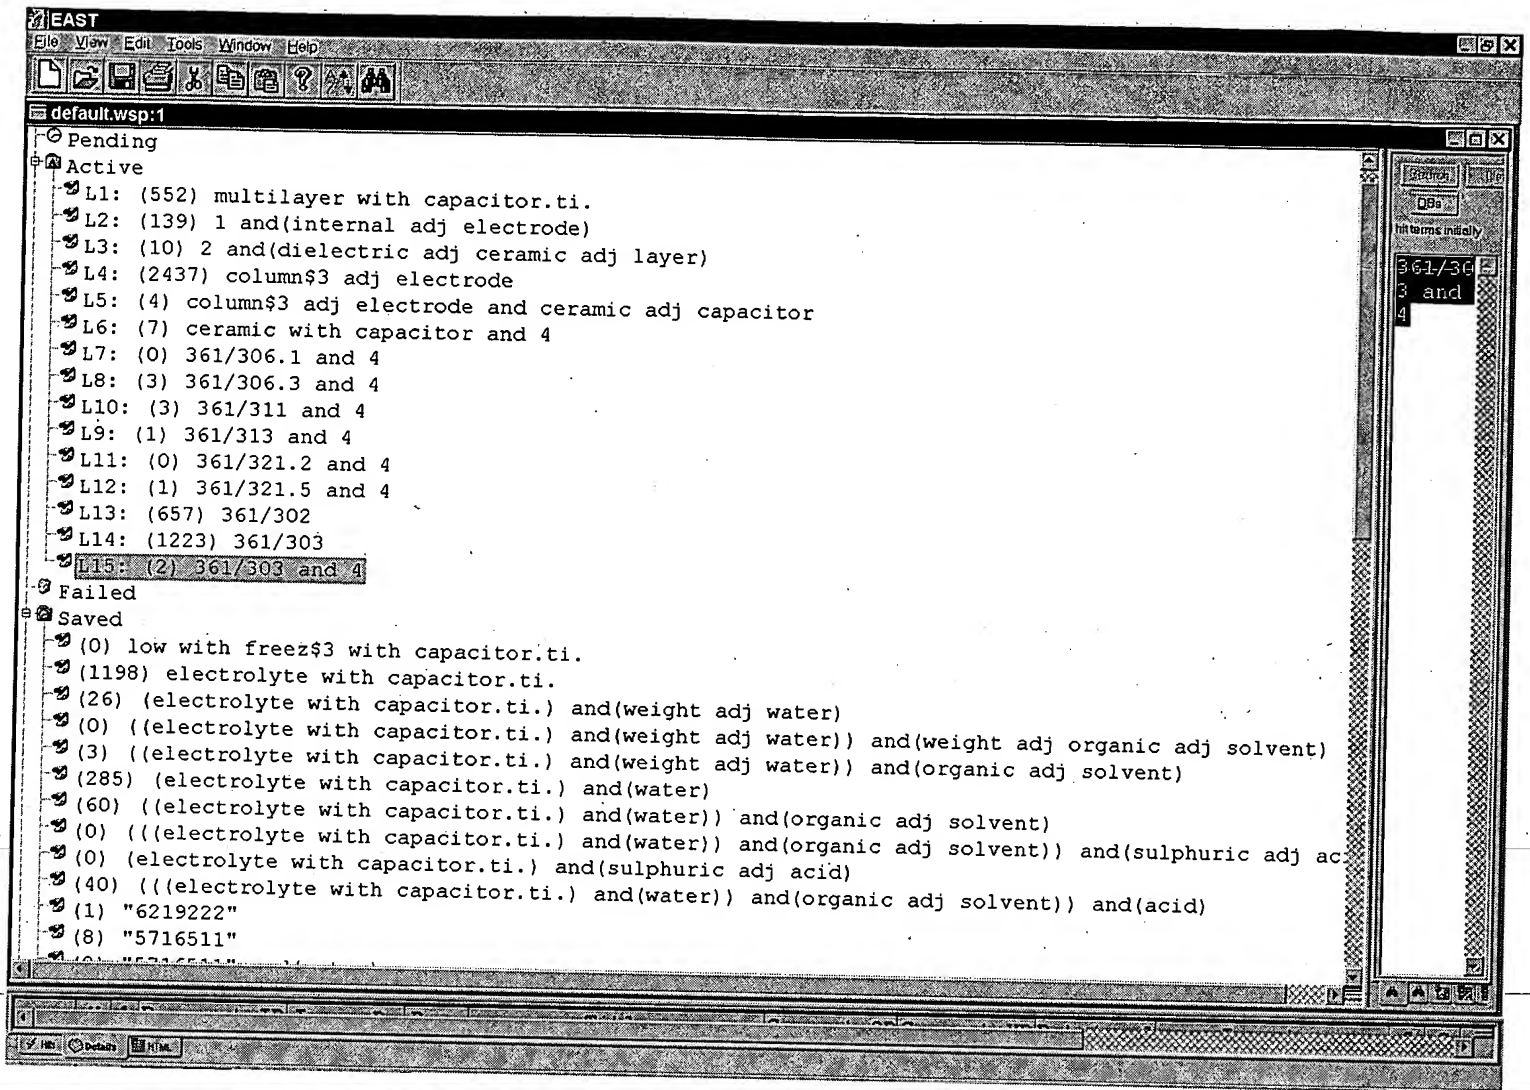 EAST
File View Edit Tools Window Help
default.wsp:1
Pending
Active
L1: (552) multilayer with capacitor.ti.
L2: (139) 1 and(internal adj electrode)
L3: (10) 2 and(dielectric adj ceramic adj layer)
L4: (2437) column$3 adj electrode
L5: (4) column$3 adj electrode and ceramic adj capacitor
L6: (7) ceramic with capacitor and 4
L7: (0) 361/306.1 and 4
L8: (3) 361/306.3 and 4
L10: (3) 361/311 and 4
L9: (1) 361/313 and 4
L11: (0) 361/321.2 and 4
L12: (1) 361/321.5 and 4
L13: (657) 361/302
L14: (1223) 361/303
L15: (2) 361/303 and 4
Failed
Saved
(0) low with freez$3 with capacitor.ti.
(1198) electrolyte with capacitor.ti.
(26) (electrolyte with capacitor.ti.) and(weight adj water)
(0) ((electrolyte with capacitor.ti.) and(weight adj water)) and(weight adj organic adj solvent)
(3) ((electrolyte with capacitor.ti.) and(weight adj water)) and(organic adj solvent)
(285) (electrolyte with capacitor.ti.) and(water)
(60) ((electrolyte with capacitor.ti.) and(water)) and(organic adj solvent)
(0) (((electrolyte with capacitor.ti.) and(water)) and(organic adj solvent)) and(sulphuric adj ac
(0) (electrolyte with capacitor.ti.) and(sulphuric adj acid)
(40) (((electrolyte with capacitor.ti.) and(water)) and(organic adj solvent)) and(acid)
(1) "6219222"
(8) "5716511"
Search
DBs
hit terms initially
361/30
3 and
4
Hits Details HTML